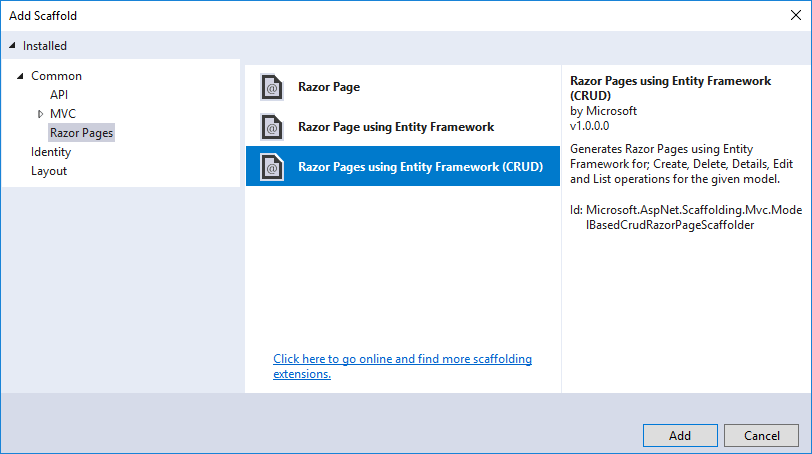 Add Scaffold
Installed
Common
API
MVC
Razor Pages
Identity
Layout
Razor Page
Razor Page using Entity Framework
Razor Pages using Entity Framework (CRUD)
Click here to go online and find more scaffolding
extensions.
Razor Pages using Entity Framework
(CRUD)
by Microsoft
v1.0.0.0
Generates Razor Pages using Entity
Framework for; Create, Delete, Details, Edit
and List operations for the given model.
Id: Microsoft.AspNet.Scaffolding.Mvc.Mode
lBasedCrudRazorPageScaffolder
Add
Cancel